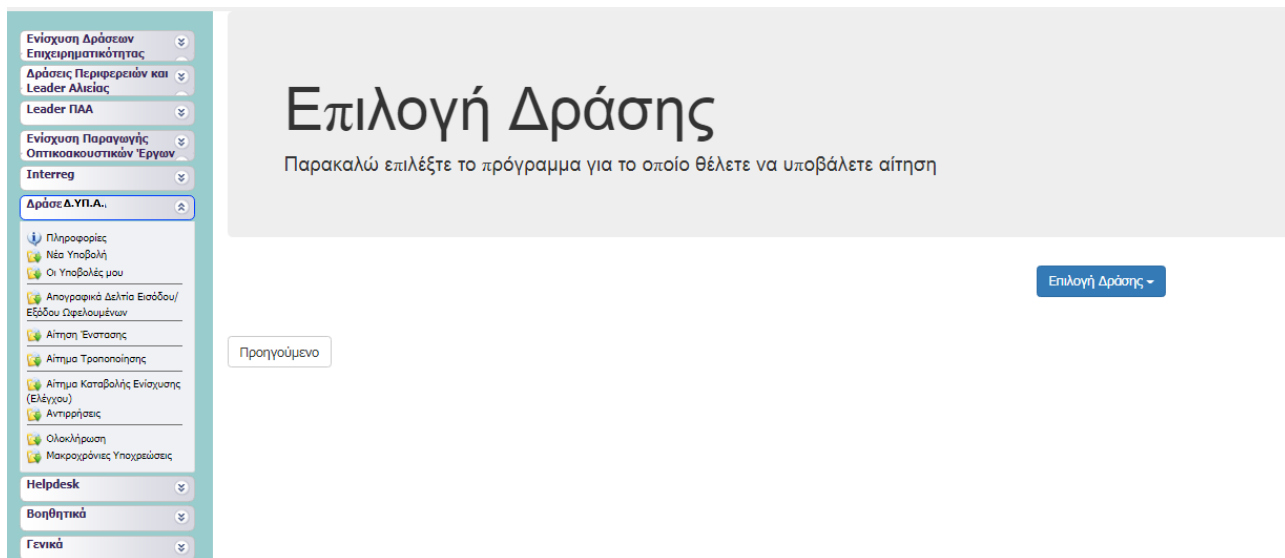 Ενίσχυση Δράσεων
Επιχειρηματικότητας
Δράσεις Περιφερειών και
Leader Αλιείας
Leader ΠΑΑ
Ενίσχυση Παραγωγής
Οπτικοακουστικών Έργων
Interreg
Δράσε Δ.ΥΠ.Α.
Πληροφορίες
Νέα Υποβολή
Οι Υποβολές μου
Απογραφικά Δελτία Εισόδου/
Εξόδου Ωφελουμένων
Αίτηση Ένστασης
Αίτημα Τροποποίησης
Αίτημα Καταβολής Ενίσχυσης
(Ελέγχου)
Αντιρρήσεις
Ολοκλήρωση
Μακροχρόνιες Υποχρεώσεις
Helpdesk
Βοηθητικά
Γενικά
Επιλογή Δράσης
Παρακαλώ επιλέξτε το πρόγραμμα για το οποίο θέλετε να υποβάλετε αίτηση
Επιλογή Δράσης
Προηγούμενο